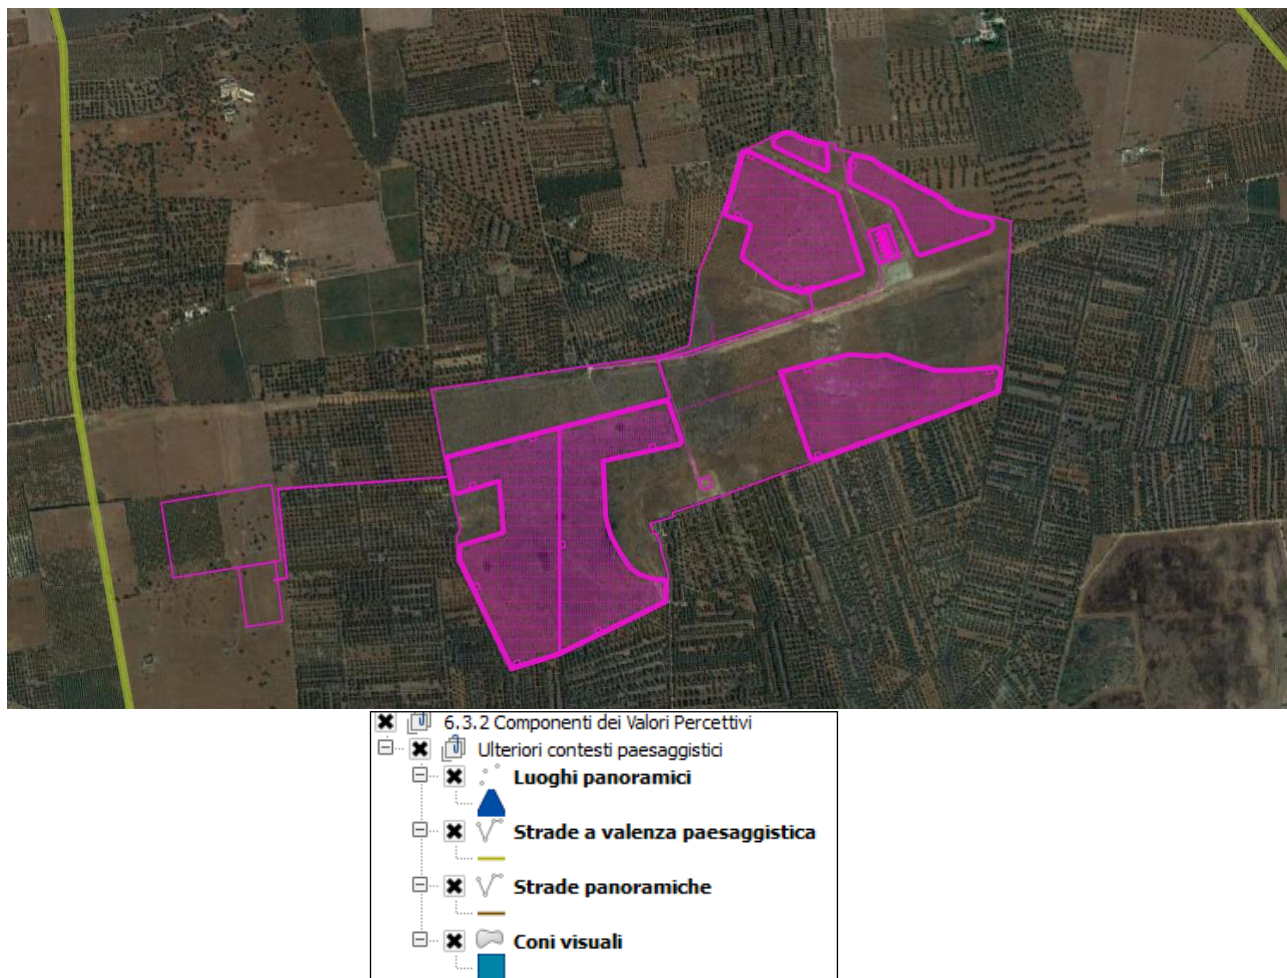 6.3.2 Componenti dei Valori Percettivi
Ulteriori contesti paesaggistici
Luoghi panoramici
Strade a valenza paesaggistica
Strade panoramiche
Coni visuali